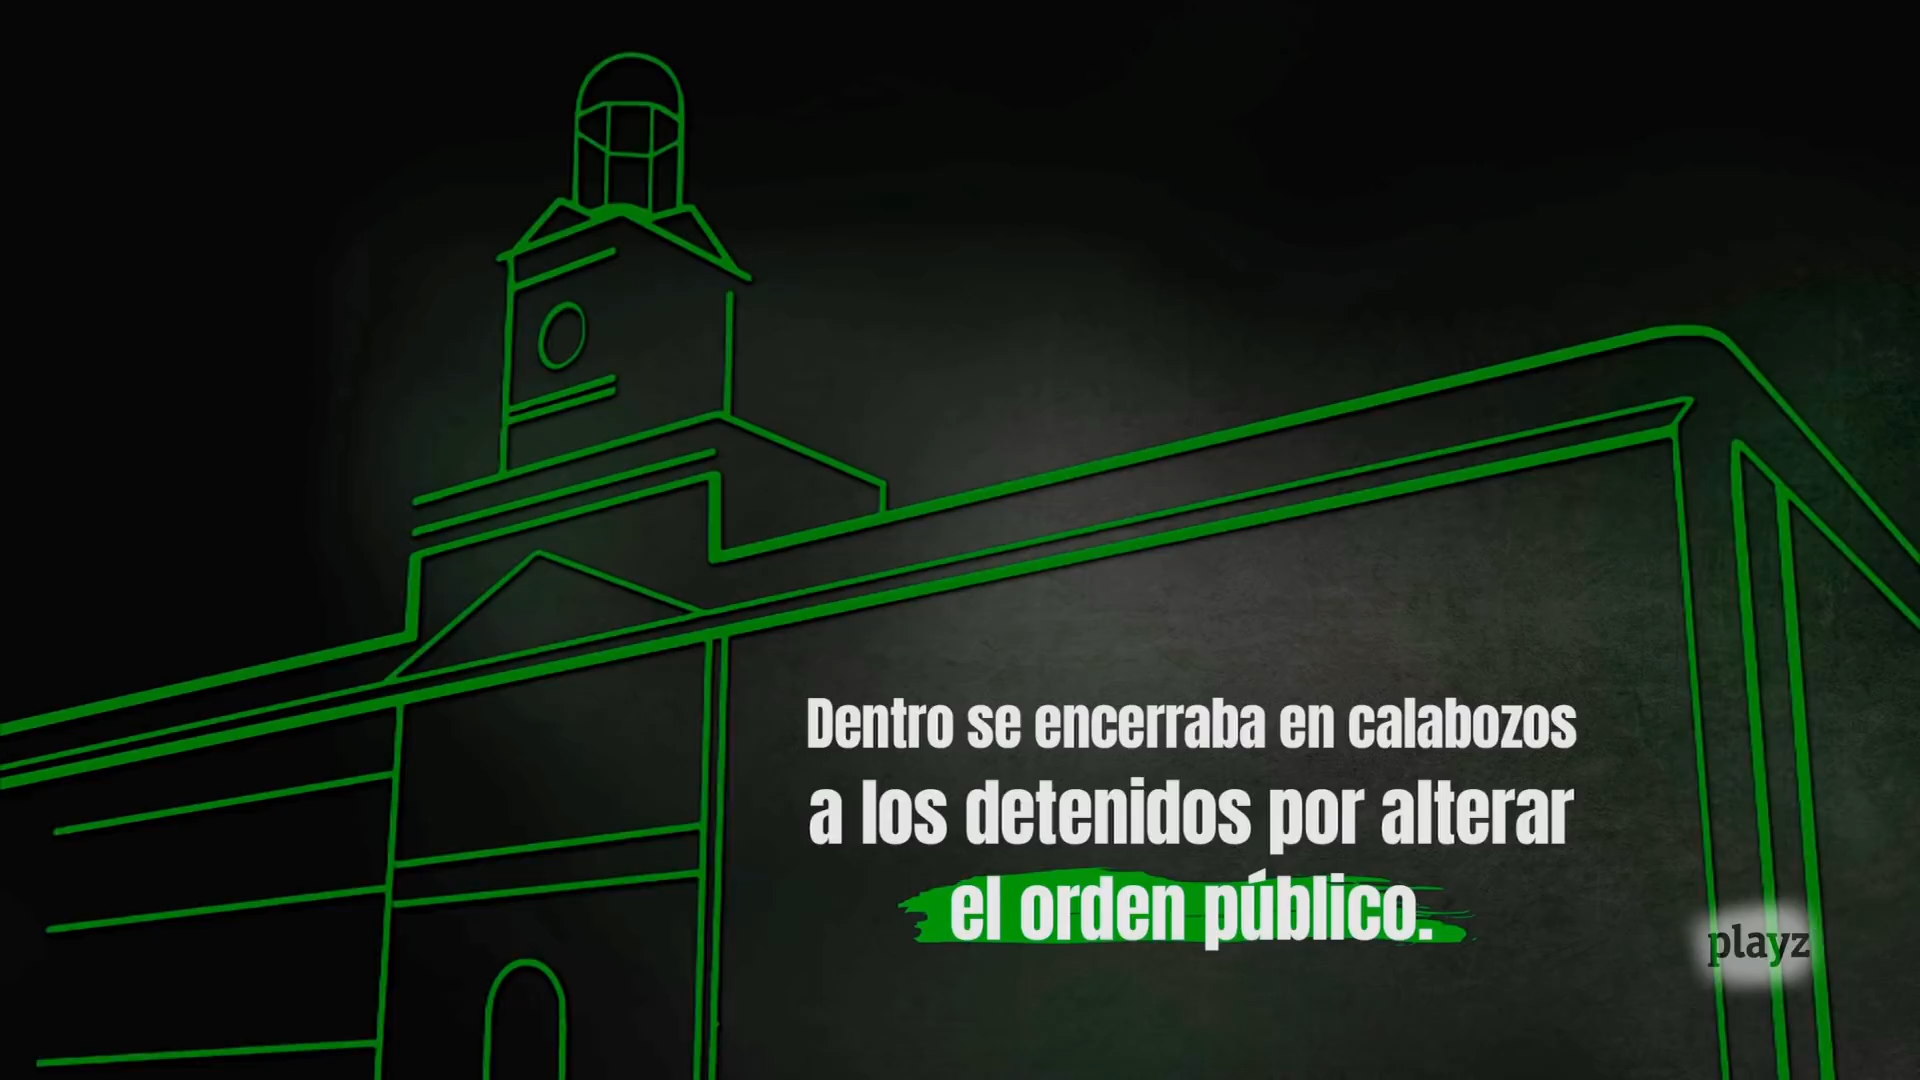 Dentro se encerraba en calabozos
a los detenidos por alterar
el orden público.
playz